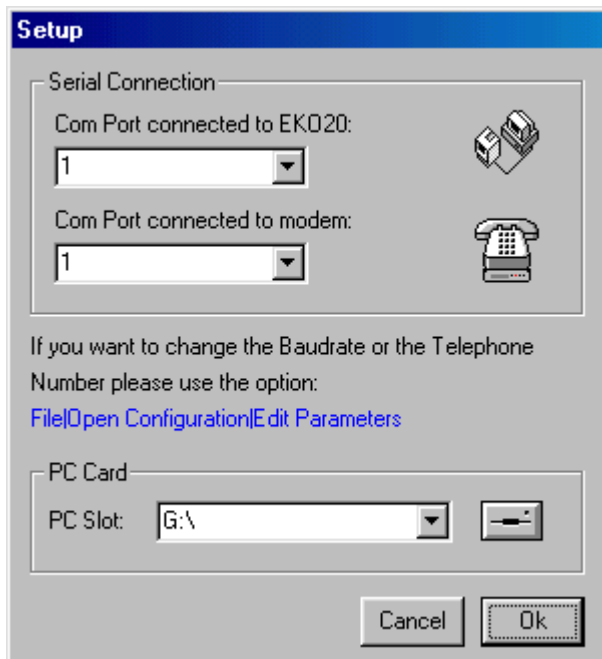 Setup
Serial Connection
Com Port connected to EKO20:
1
Com Port connected to modem:
1
If you want to change the Baudrate or the Telephone
Number please use the option:
File|Open Configuration|Edit Parameters
PC Card
PC Slot: G:\
Cancel Ok